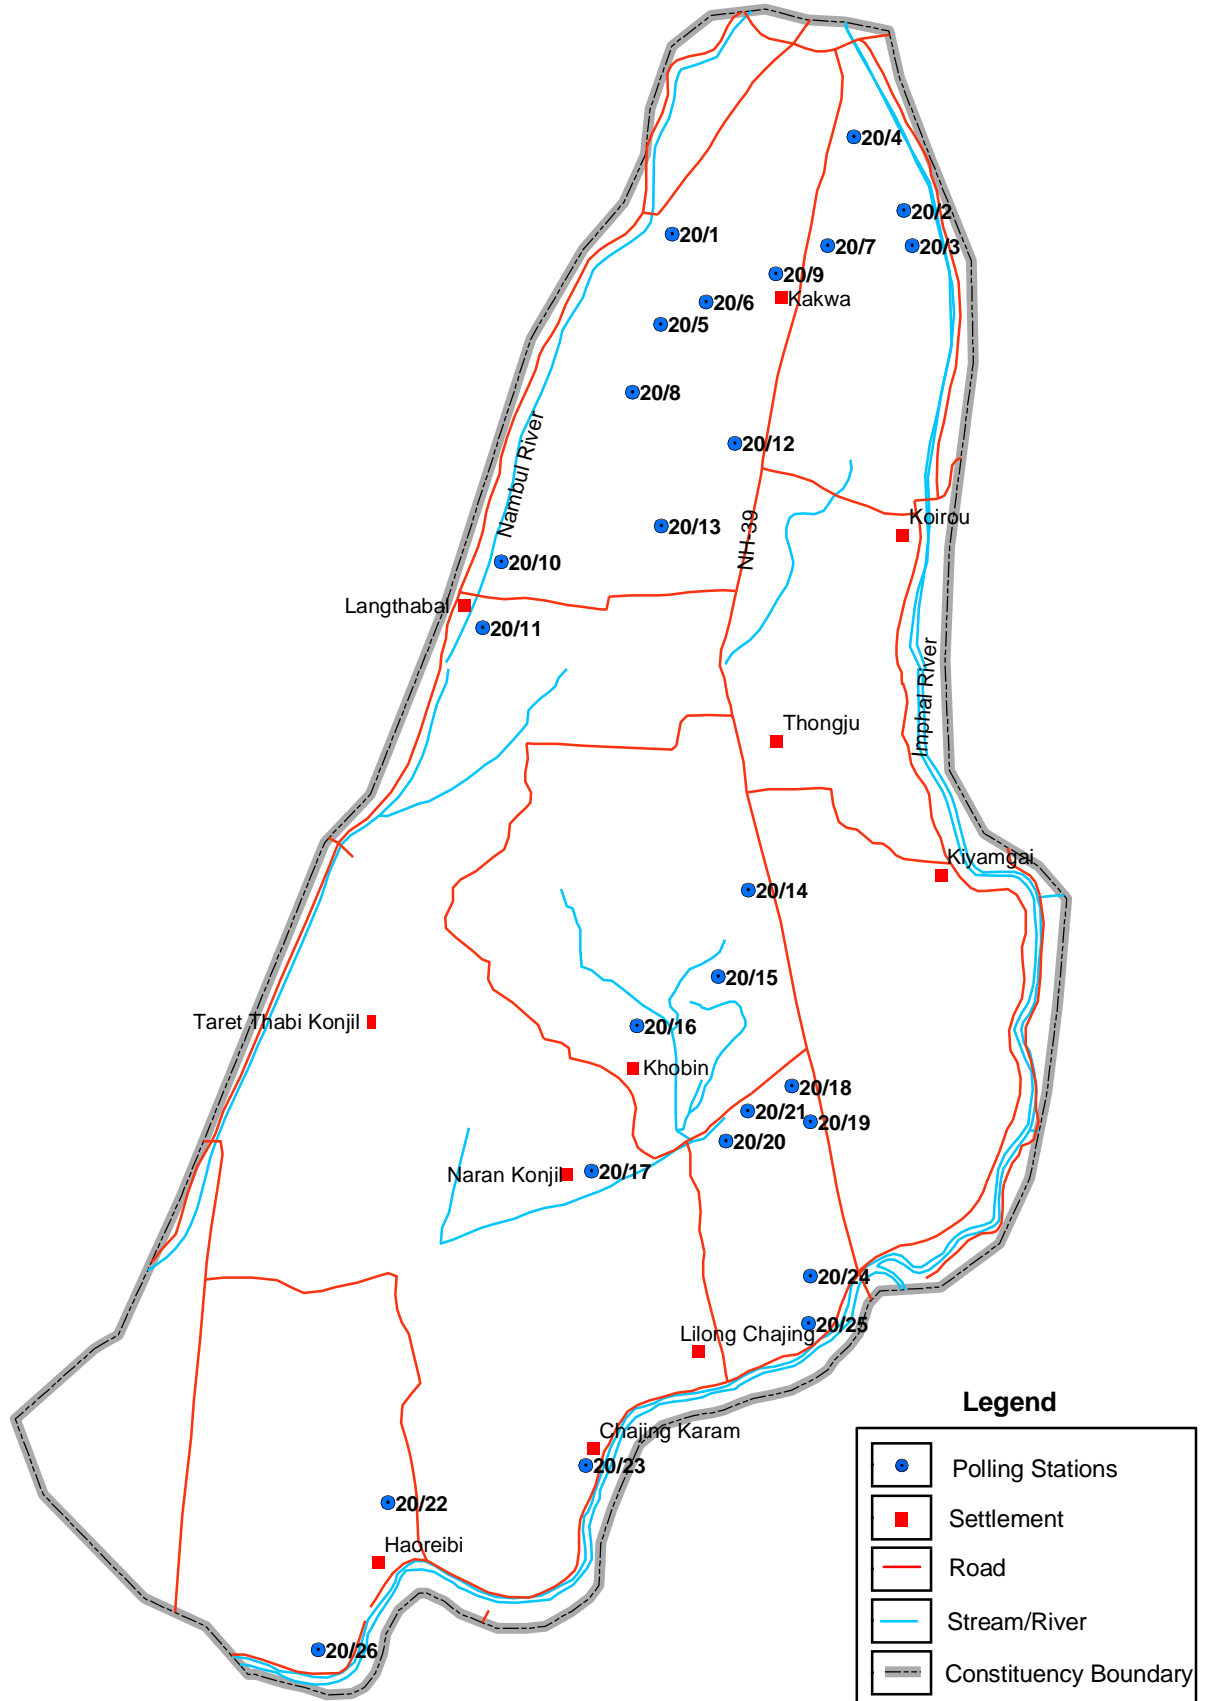 20/4
20/2
20/1
20/7
20/3
20/9
Kakwa
20/6
20/5
20/8
Nambul River
20/12
20/13
NH-39
Koirou
20/10
Langthabal
20/11
Imphal River
Thongju
Kiyamgai
20/14
20/15
Taret Thabi Konjil
20/16
Khobin
20/18
20/21
20/19
20/20
Naran Konjil
20/17
20/24
20/25
Lilong Chajing
Chajing Karam
20/23
20/22
Haoreibi
20/26
Legend
Polling Stations
Settlement
Road
Stream/River
Constituency Boundary